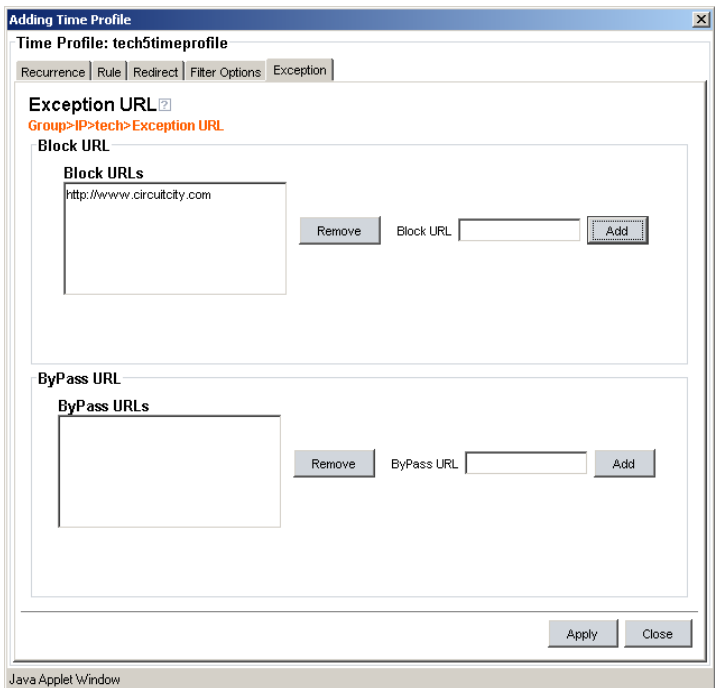 Adding Time Profile
Time Profile: tech5timeprofile
Recurrence Rule Redirect Filter Options Exception
Exception URL ?
Group>IP>tech>Exception URL
Block URL
Block URLs
http://www.circuitcity.com
Remove Block URL Add
ByPass URL
ByPass URLs
Remove ByPass URL Add
Apply Close
Java Applet Window